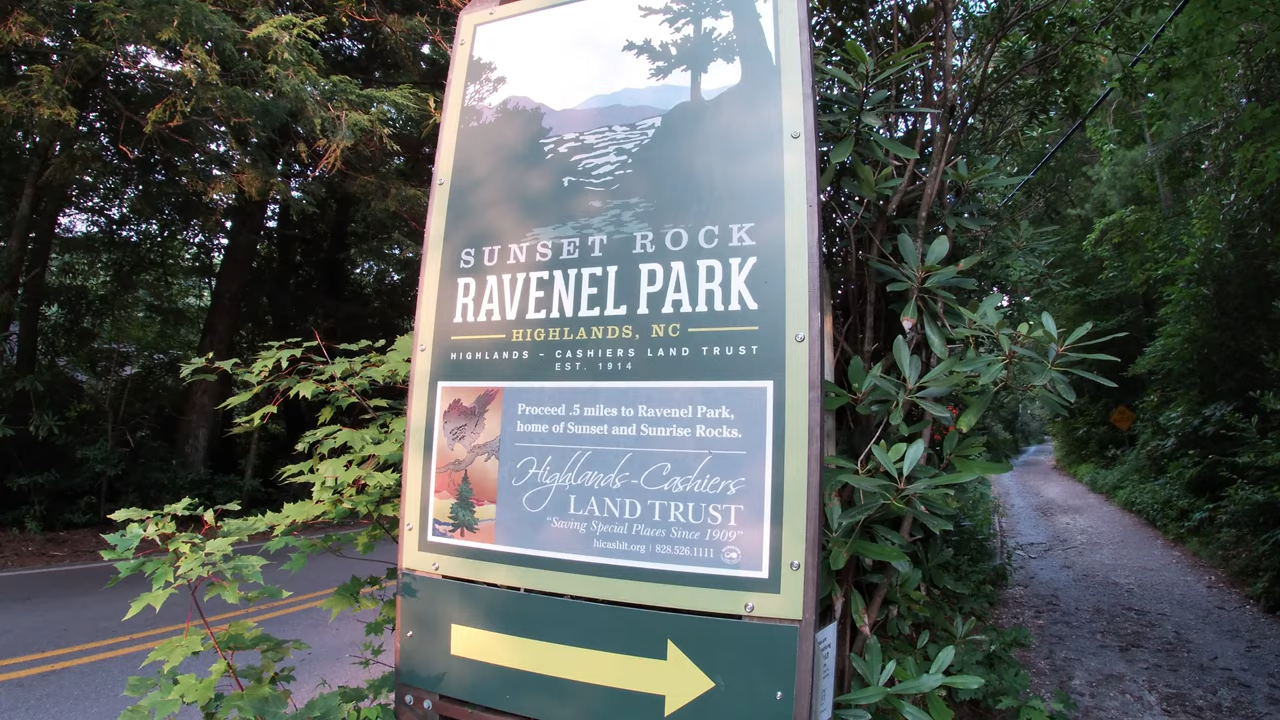 SUNSET ROCK
RAVENEL PARK
HIGHLANDS, NC
HIGHLANDS - CASHIERS LAND TRUST
EST. 1914
Proceed .5 miles to Ravenel Park,
home of Sunset and Sunrise Rocks.
Highlands-Cashiers
LAND TRUST
"Saving Special Places Since 1909"
hicashlt.org | 828.526.1111